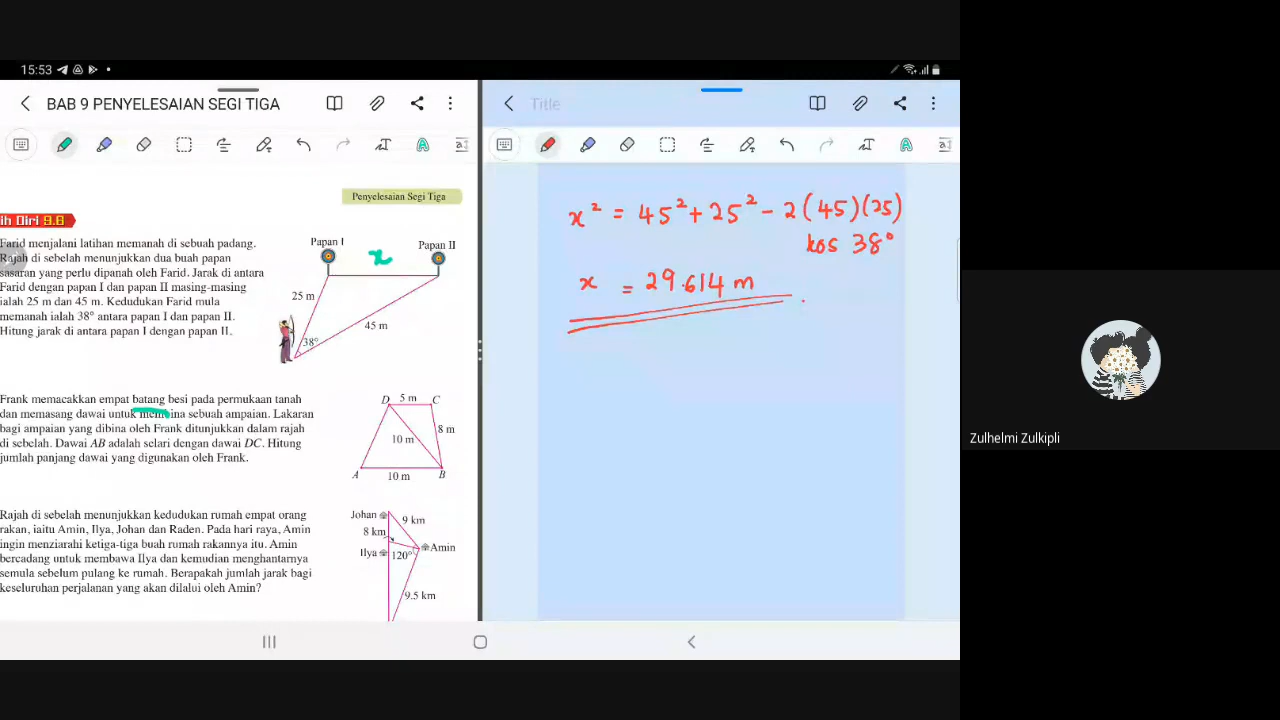 15:53
BAB 9 PENYELESAIAN SEGI TIGA
Title
Penyelesaian Segi Tiga
ih Diri 9.8
Farid menjalani latihan memanah di sebuah padang.
Rajah di sebelah menunjukkan dua buah papan
sasaran yang perlu dipanah oleh Farid. Jarak di antara
Farid dengan papan I dan papan II masing-masing
ialah 25 m dan 45 m. Kedudukan Farid mula
memanah ialah 38° antara papan I dan papan II.
Hitung jarak di antara papan I dengan papan II.
Papan I
x
Papan II
25 m
45 m
38°
Frank memacakkan empat batang besi pada permukaan tanah
dan memasang dawai untuk membina sebuah ampaian. Lakaran
bagi ampaian yang dibina oleh Frank ditunjukkan dalam rajah
di sebelah. Dawai AB adalah selari dengan dawai DC. Hitung
jumlah panjang dawai yang digunakan oleh Frank.
D 5 m C
8 m
10 m
A 10 m B
Rajah di sebelah menunjukkan kedudukan rumah empat orang
rakan, iaitu Amin, Ilya, Johan dan Raden. Pada hari raya, Amin
ingin menziarahi ketiga-tiga buah rumah rakannya itu. Amin
bercadang untuk membawa Ilya dan kemudian menghantarnya
semula sebelum pulang ke rumah. Berapakah jumlah jarak bagi
keseluruhan perjalanan yang akan dilalui oleh Amin?
Johan
9 km
8 km
Ilya 120° Amin
9.5 km
x² = 45² + 25² - 2(45)(25)
kos 38°
x = 29.614 m
Zulhelmi Zulkipli